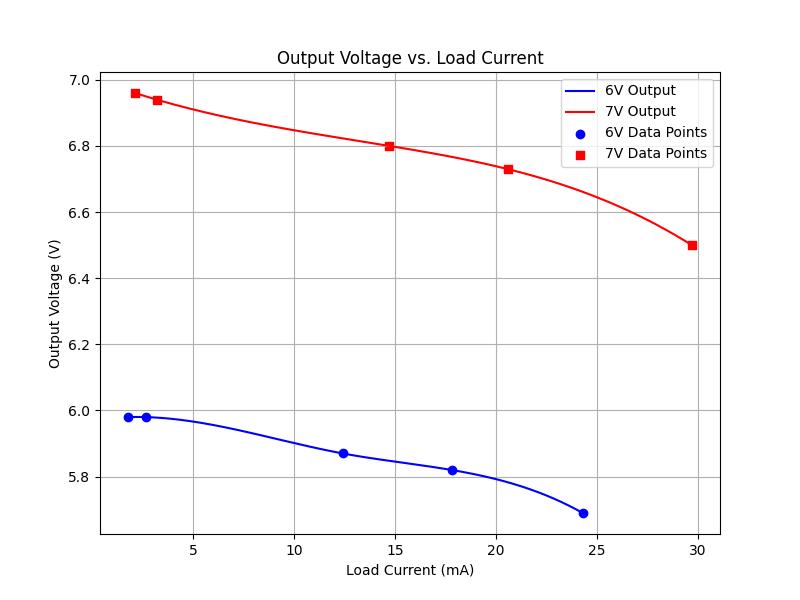 Output Voltage vs. Load Current
7.0
6.8
6.6
6.4
6.2
6.0
5.8
Output Voltage (V)
6V Output
7V Output
6V Data Points
7V Data Points
5
10
15
20
25
30
Load Current (mA)